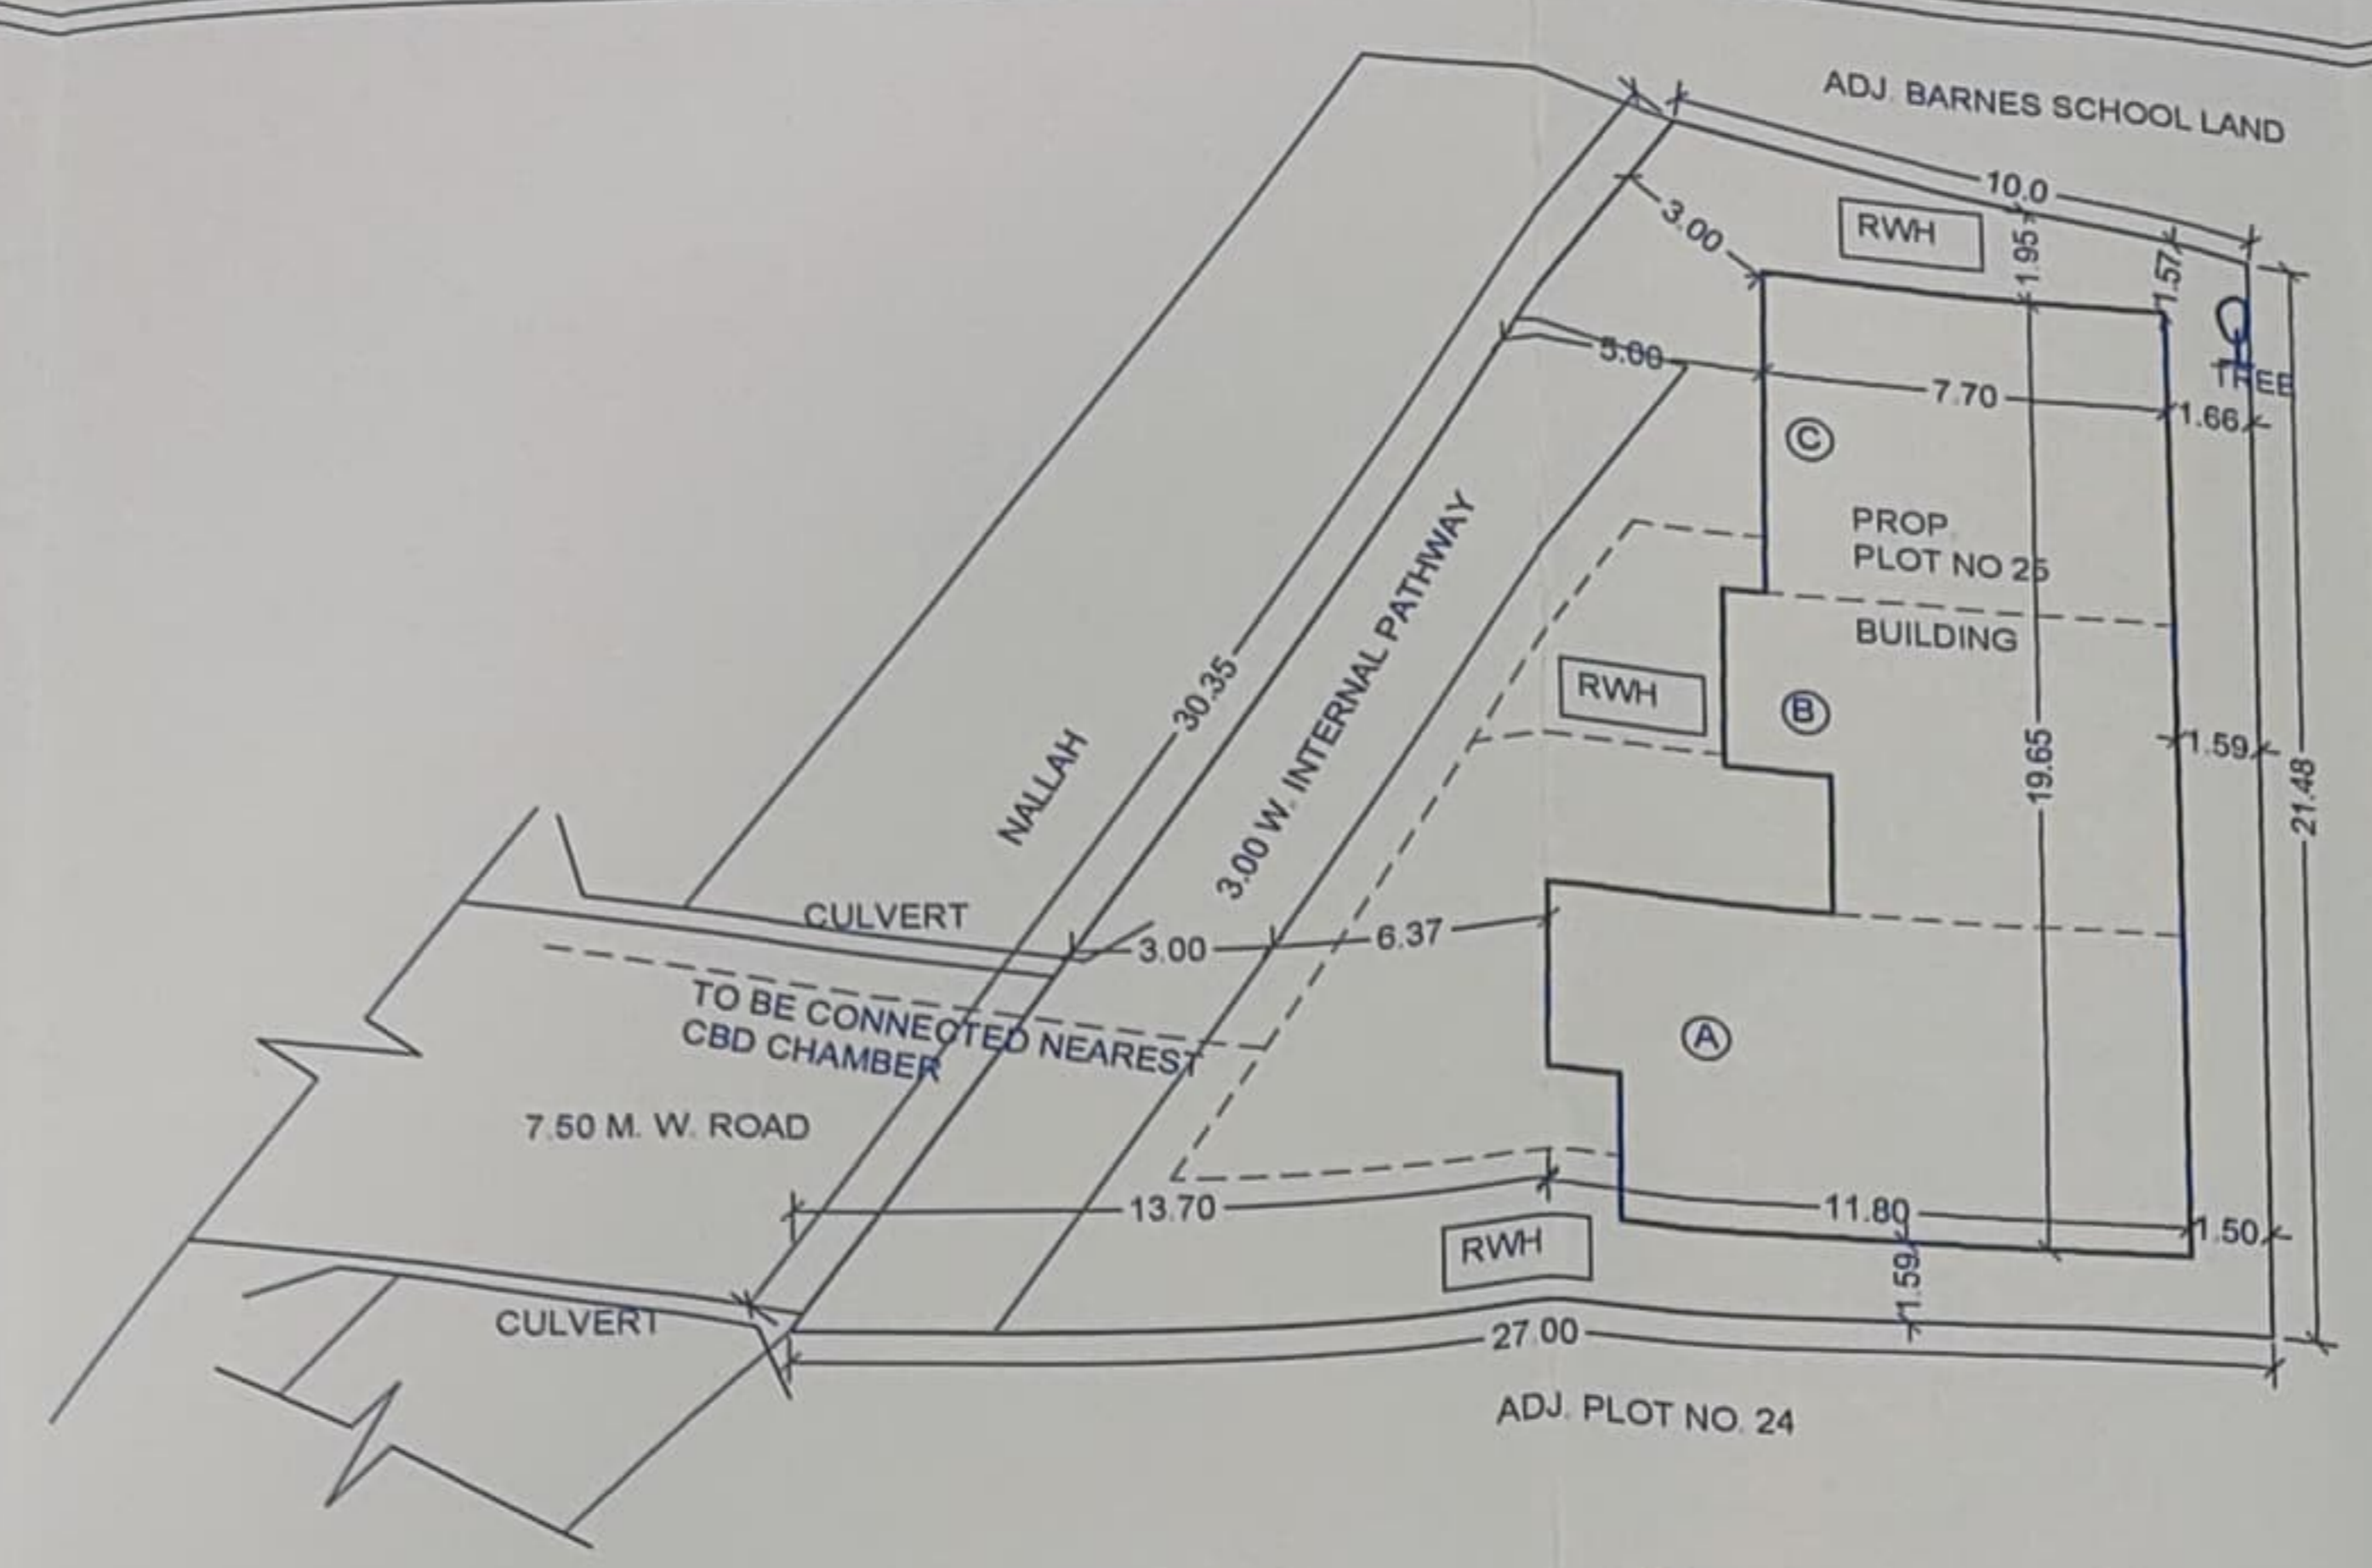 ADJ. BARNES SCHOOL LAND
10.0
3.00
RWH
1.95
1.57
TREE
5.00
7.70
1.66
C
PROP.
PLOT NO 25
BUILDING
RWH
B
30.35
NALLAH
3.00 W. INTERNAL PATHWAY
19.65
1.59
21.48
CULVERT
3.00
6.37
TO BE CONNECTED NEAREST
CBD CHAMBER
A
7.50 M. W. ROAD
13.70
11.80
1.50
RWH
1.59
CULVERT
27.00
ADJ. PLOT NO. 24